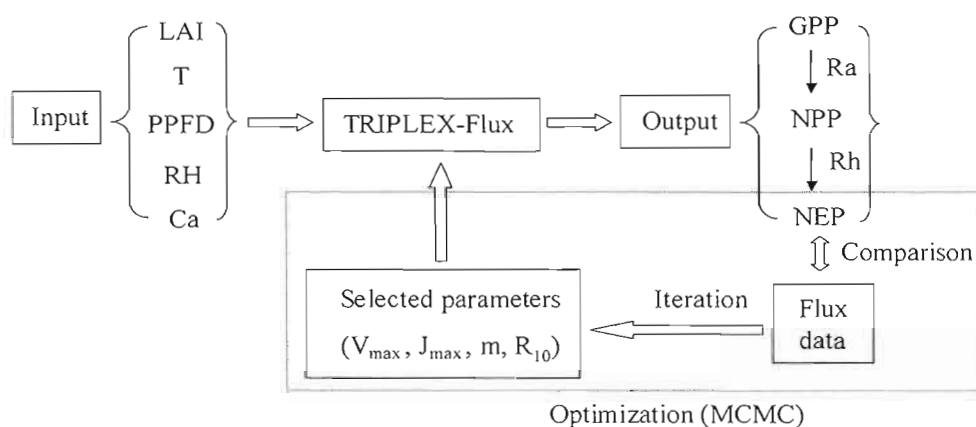 Input
LAI
T
PPFD
RH
Ca
TRIPLEX-Flux
Output
GPP
Ra
NPP
Rh
NEP
Comparison
Flux
data
Iteration
Selected parameters
(Vmax, Jmax, m, R10)
Optimization (MCMC)